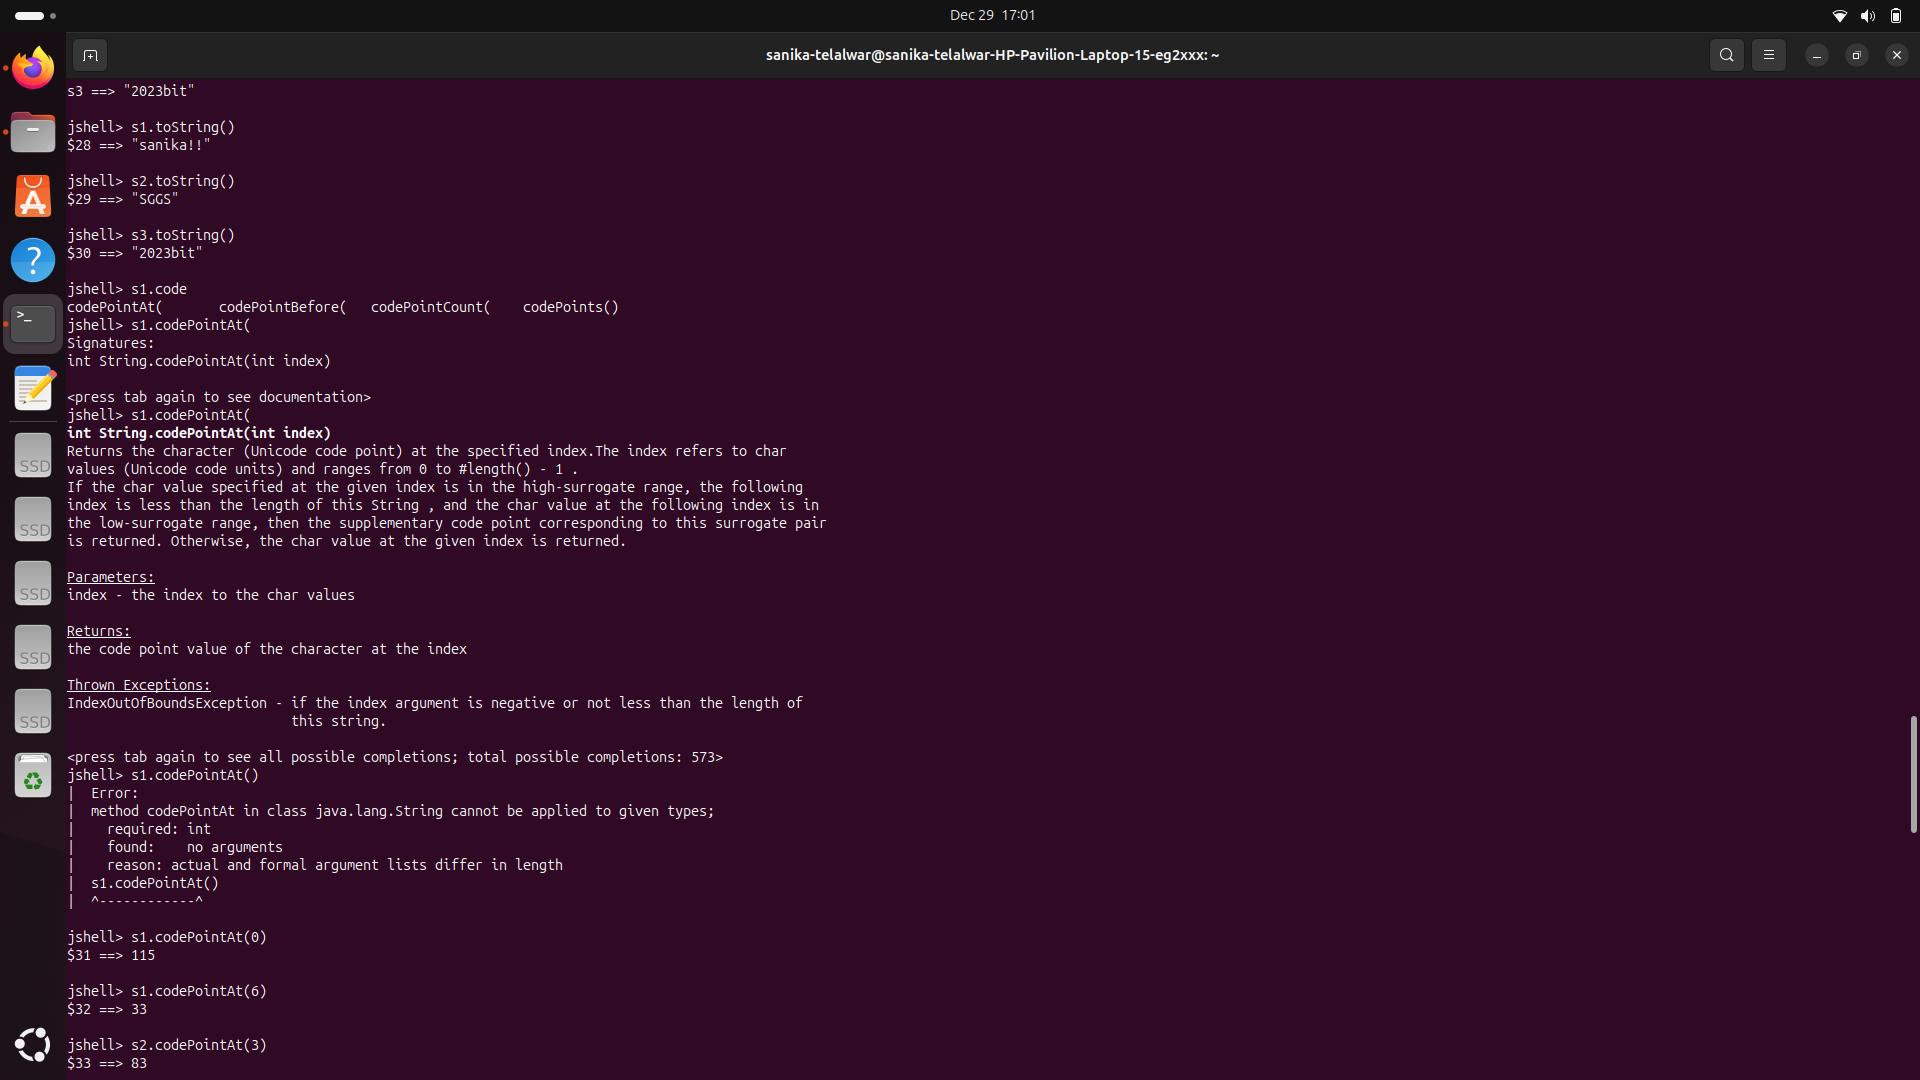 Dec 29 17:01
sanika-telalwar@sanika-telalwar-HP-Pavilion-Laptop-15-eg2xxx: ~
s3 ==> "2023bit"
jshell> s1.toString()
$28 ==> "sanika!!"
jshell> s2.toString()
$29 ==> "SGGS"
jshell> s3.toString()
$30 ==> "2023bit"
jshell> s1.code
codePointAt(       codePointBefore(   codePointCount(    codePoints()
jshell> s1.codePointAt(
Signatures:
int String.codePointAt(int index)
<press tab again to see documentation>
jshell> s1.codePointAt(
int String.codePointAt(int index)
Returns the character (Unicode code point) at the specified index.The index refers to char
values (Unicode code units) and ranges from 0 to #length() - 1 .
If the char value specified at the given index is in the high-surrogate range, the following
index is less than the length of this String , and the char value at the following index is in
the low-surrogate range, then the supplementary code point corresponding to this surrogate pair
is returned. Otherwise, the char value at the given index is returned.
Parameters:
index - the index to the char values
Returns:
the code point value of the character at the index
Thrown Exceptions:
IndexOutOfBoundsException - if the index argument is negative or not less than the length of
this string.
<press tab again to see all possible completions; total possible completions: 573>
jshell> s1.codePointAt()
|  Error:
|  method codePointAt in class java.lang.String cannot be applied to given types;
|    required: int
|    found:    no arguments
|    reason: actual and formal argument lists differ in length
|  s1.codePointAt()
|  ^------------^
jshell> s1.codePointAt(0)
$31 ==> 115
jshell> s1.codePointAt(6)
$32 ==> 33
jshell> s2.codePointAt(3)
$33 ==> 83
SSD
SSD
SSD
SSD
SSD